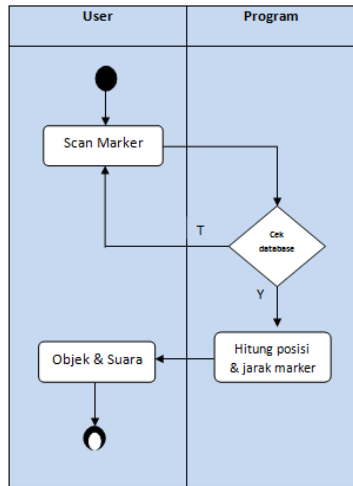 User
Program
Scan Marker
Cek
database
T
Y
Hitung posisi
& jarak marker
Objek & Suara